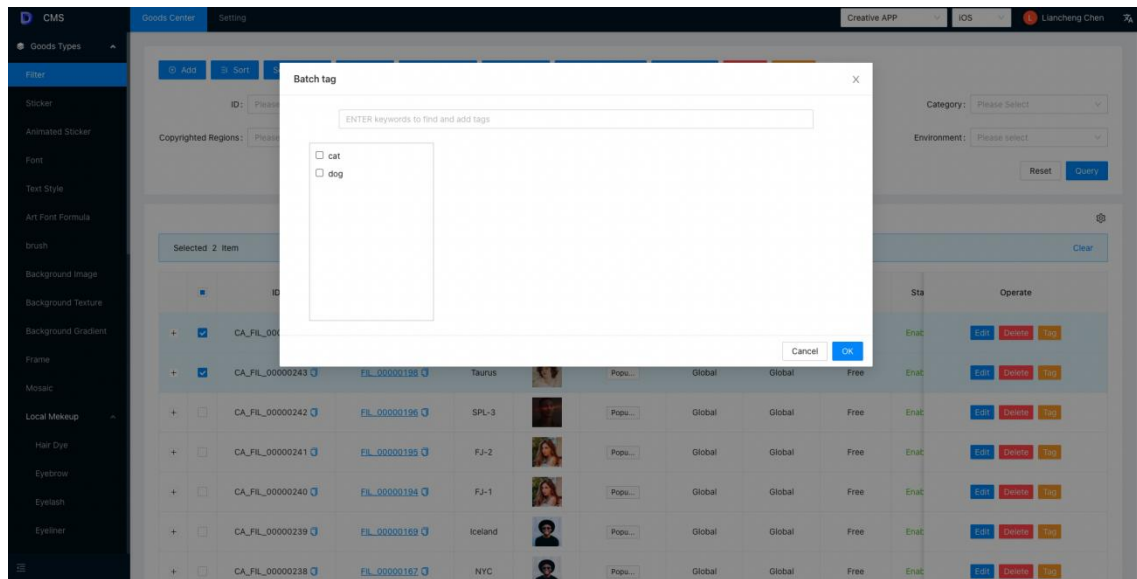 CMS
Goods Center Setting
Creative APP iOS Liancheng Chen
Goods Types
Filter
Sticker
Animated Sticker
Font
Text Style
Art Font Formula
brush
Background Image
Background Texture
Background Gradient
Frame
Mosaic
Local Mekeup
Hair Dye
Eyebrow
Eyelash
Eyeliner
Add Sort
Batch tag
ENTER keywords to find and add tags
cat
dog
Cancel OK
ID:
Category: Please Select
Copyrighted Regions:
Environment: Please select
Reset Query
Selected 2 Item Clear
Operate
Edit Delete Tag
CA_FIL_00000243 FIL_00000198 Taurus Popu... Global Global Free Edit Delete Tag
CA_FIL_00000242 FIL_00000196 SPL-3 Popu... Global Global Free Edit Delete Tag
CA_FIL_00000241 FIL_00000195 FJ-2 Popu... Global Global Free Edit Delete Tag
CA_FIL_00000240 FIL_00000194 FJ-1 Popu... Global Global Free Edit Delete Tag
CA_FIL_00000239 FIL_00000169 Iceland Popu... Global Global Free Edit Delete Tag
CA_FIL_00000238 FIL_00000167 NYC Popu... Global Global Free Edit Delete Tag